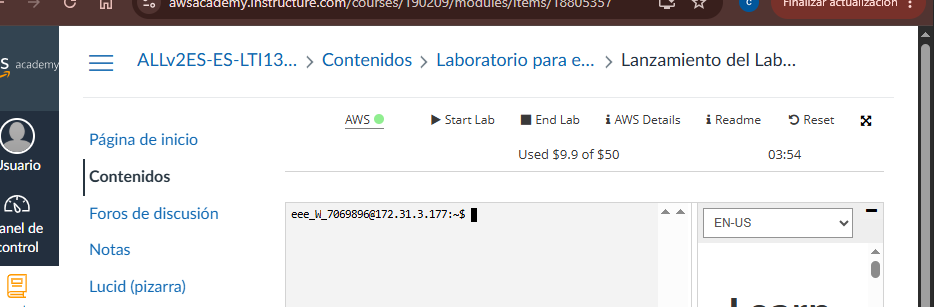 awsacademy.instructure.com/courses/190209/modules/items/18805357
Finalizar actualización
c
S academy
ALLv2ES-ES-LTI13... > Contenidos > Laboratorio para e... > Lanzamiento del Lab...
AWS Start Lab End Lab AWS Details Readme Reset
Used $9.9 of $50 03:54
Usuario
anel de
control
Página de inicio
Contenidos
Foros de discusión
Notas
Lucid (pizarra)
eee_W_7069896@172.31.3.177:~$
EN-US